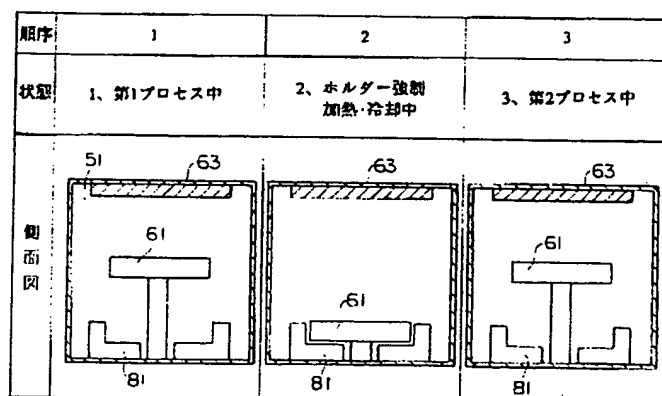 順序 1 2 3
状態 1、第1プロセス中 2、ホルダー強制 3、第2プロセス中
加熱・冷却中
側面図
63 63 63
51
61 61
61
81 81 81